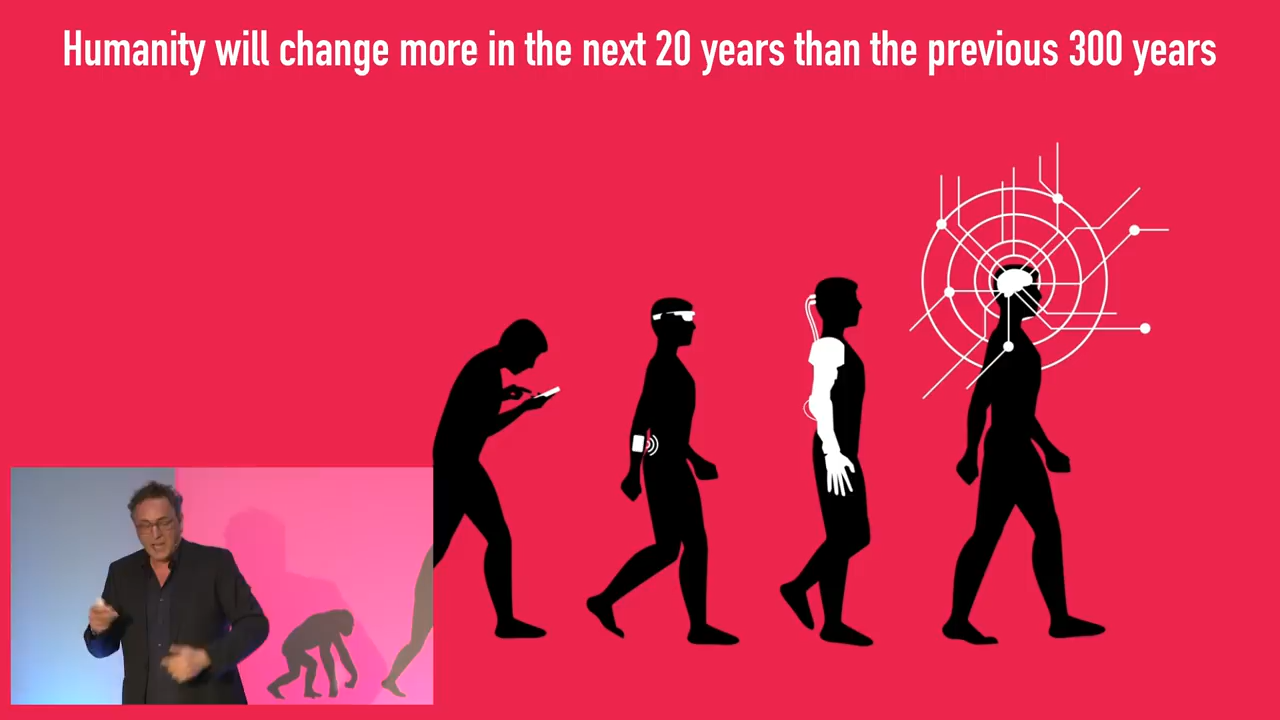 Humanity will change more in the next 20 years than the previous 300 years